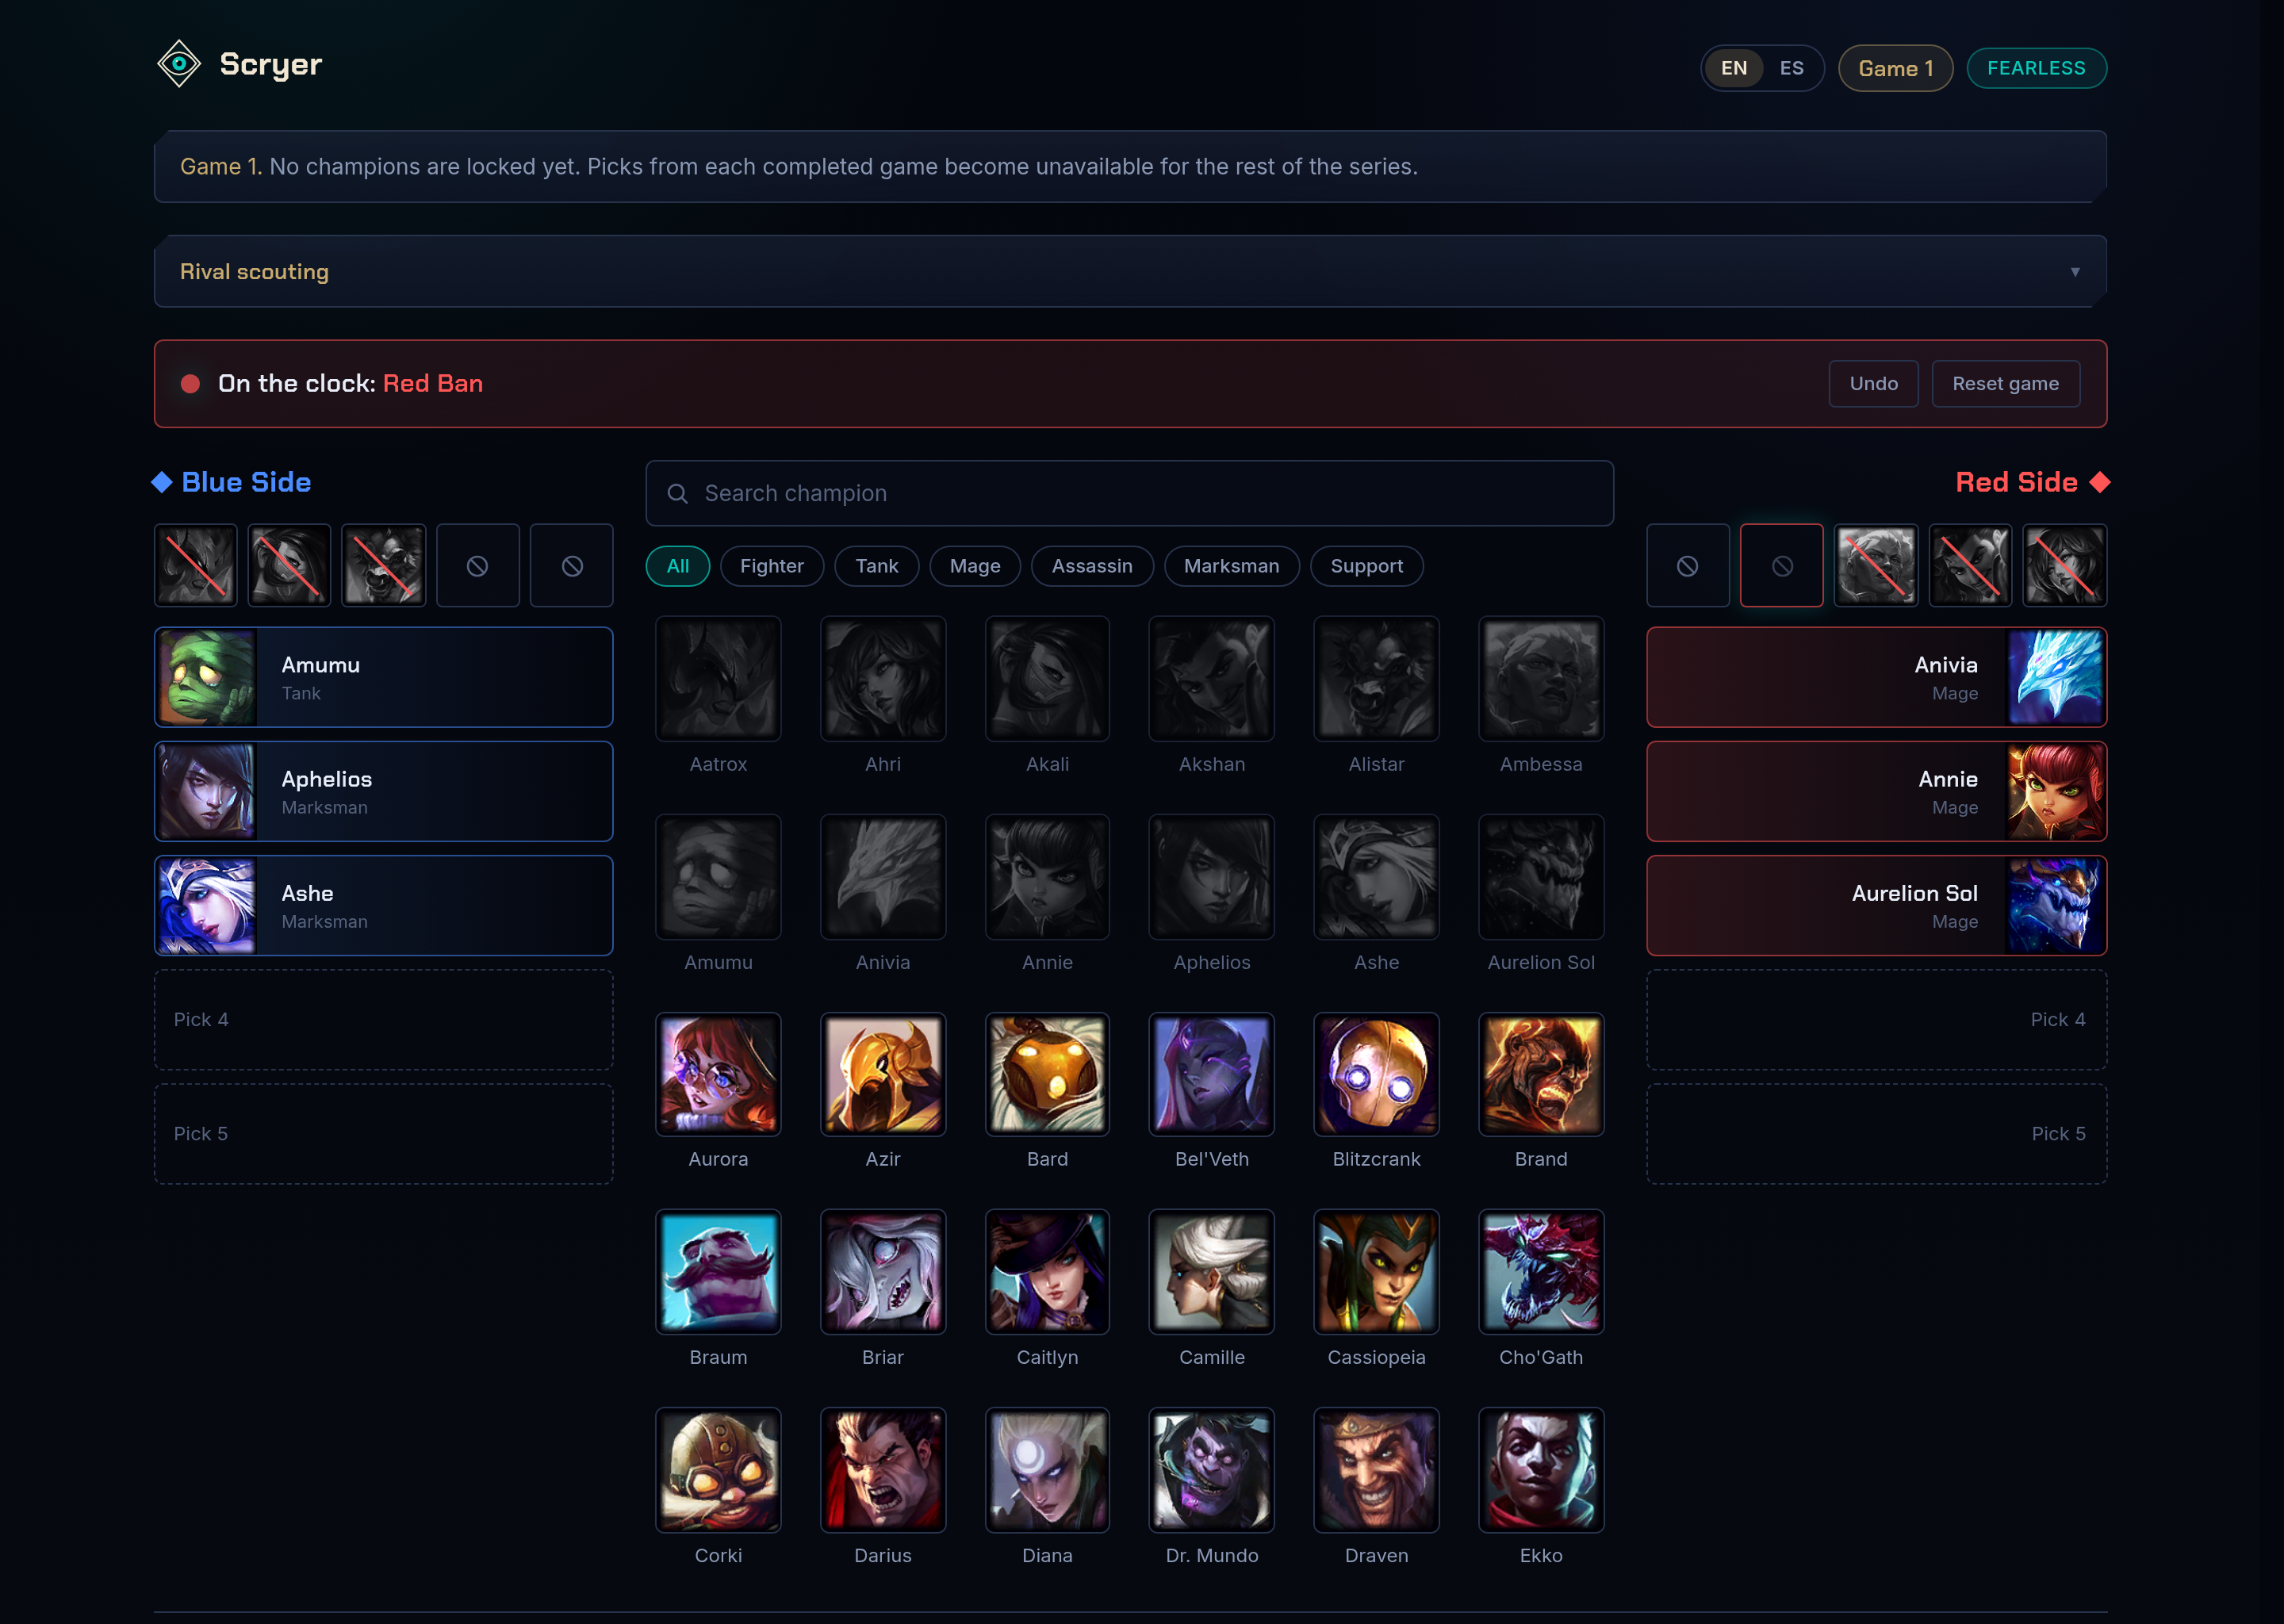 Scryer
EN ES Game 1 FEARLESS
Game 1. No champions are locked yet. Picks from each completed game become unavailable for the rest of the series.
Rival scouting
On the clock: Red Ban
Undo Reset game
Blue Side
Amumu
Tank
Aphelios
Marksman
Ashe
Marksman
Pick 4
Pick 5
Search champion
All Fighter Tank Mage Assassin Marksman Support
Aatrox Ahri Akali Akshan Alistar Ambessa
Amumu Anivia Annie Aphelios Ashe Aurelion Sol
Aurora Azir Bard Bel'Veth Blitzcrank Brand
Braum Briar Caitlyn Camille Cassiopeia Cho'Gath
Corki Darius Diana Dr. Mundo Draven Ekko
Red Side
Anivia
Mage
Annie
Mage
Aurelion Sol
Mage
Pick 4
Pick 5